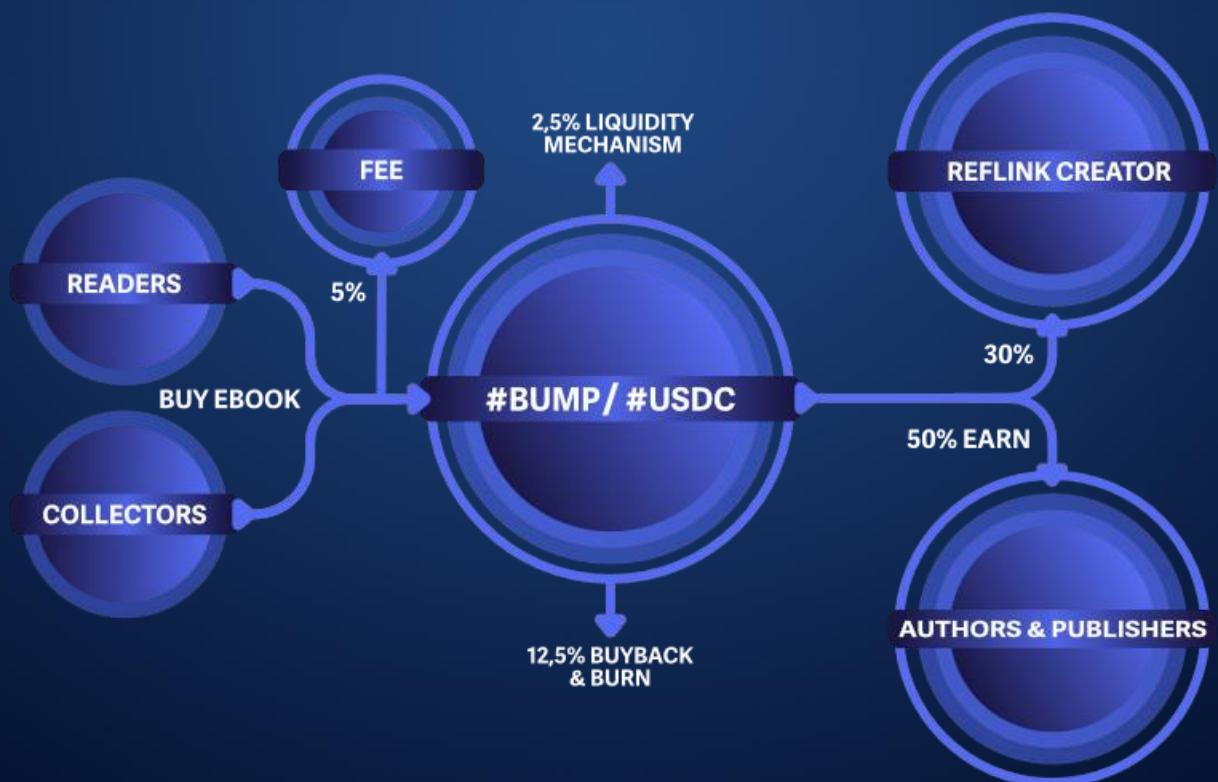 2,5% LIQUIDITY
MECHANISM
FEE
REFLINK CREATOR
READERS
5%
30%
BUY EBOOK
#BUMP/ #USDC
50% EARN
COLLECTORS
AUTHORS & PUBLISHERS
12,5% BUYBACK
& BURN